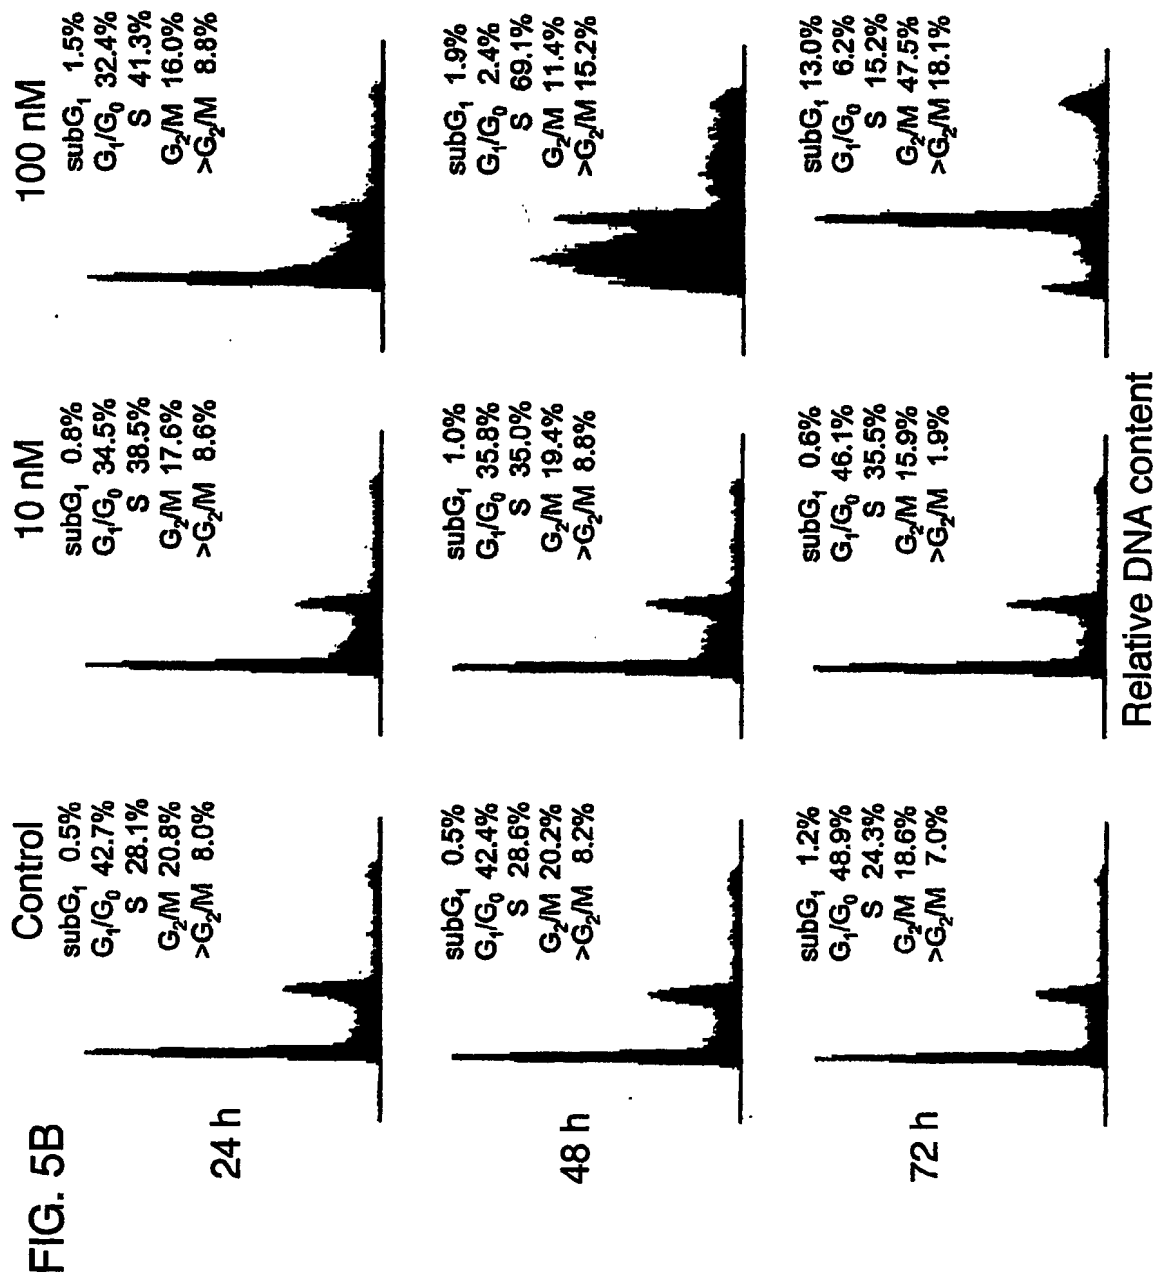 FIG. 5B
Control
10 nM
100 nM
24 h
subG₁ 0.5%
G₁/G₀ 42.7%
S 28.1%
G₂/M 20.8%
>G₂/M 8.0%
subG₁ 0.8%
G₁/G₀ 34.5%
S 38.5%
G₂/M 17.6%
>G₂/M 8.6%
subG₁ 1.5%
G₁/G₀ 32.4%
S 41.3%
G₂/M 16.0%
>G₂/M 8.8%
48 h
subG₁ 0.5%
G₁/G₀ 42.4%
S 28.6%
G₂/M 20.2%
>G₂/M 8.2%
subG₁ 1.0%
G₁/G₀ 35.8%
S 35.0%
G₂/M 19.4%
>G₂/M 8.8%
subG₁ 1.9%
G₁/G₀ 2.4%
S 69.1%
G₂/M 11.4%
>G₂/M 15.2%
72 h
subG₁ 1.2%
G₁/G₀ 48.9%
S 24.3%
G₂/M 18.6%
>G₂/M 7.0%
subG₁ 0.6%
G₁/G₀ 46.1%
S 35.5%
G₂/M 15.9%
>G₂/M 1.9%
subG₁ 13.0%
G₁/G₀ 6.2%
S 15.2%
G₂/M 47.5%
>G₂/M 18.1%
Relative DNA content